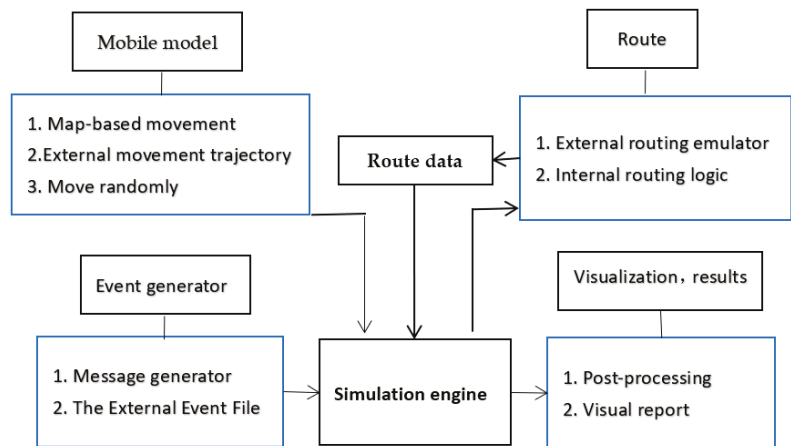 Mobile model
1. Map-based movement
2.External movement trajectory
3. Move randomly
Route
1. External routing emulator
2. Internal routing logic
Route data
Event generator
1. Message generator
2. The External Event File
Simulation engine
Visualization，results
1. Post-processing
2. Visual report